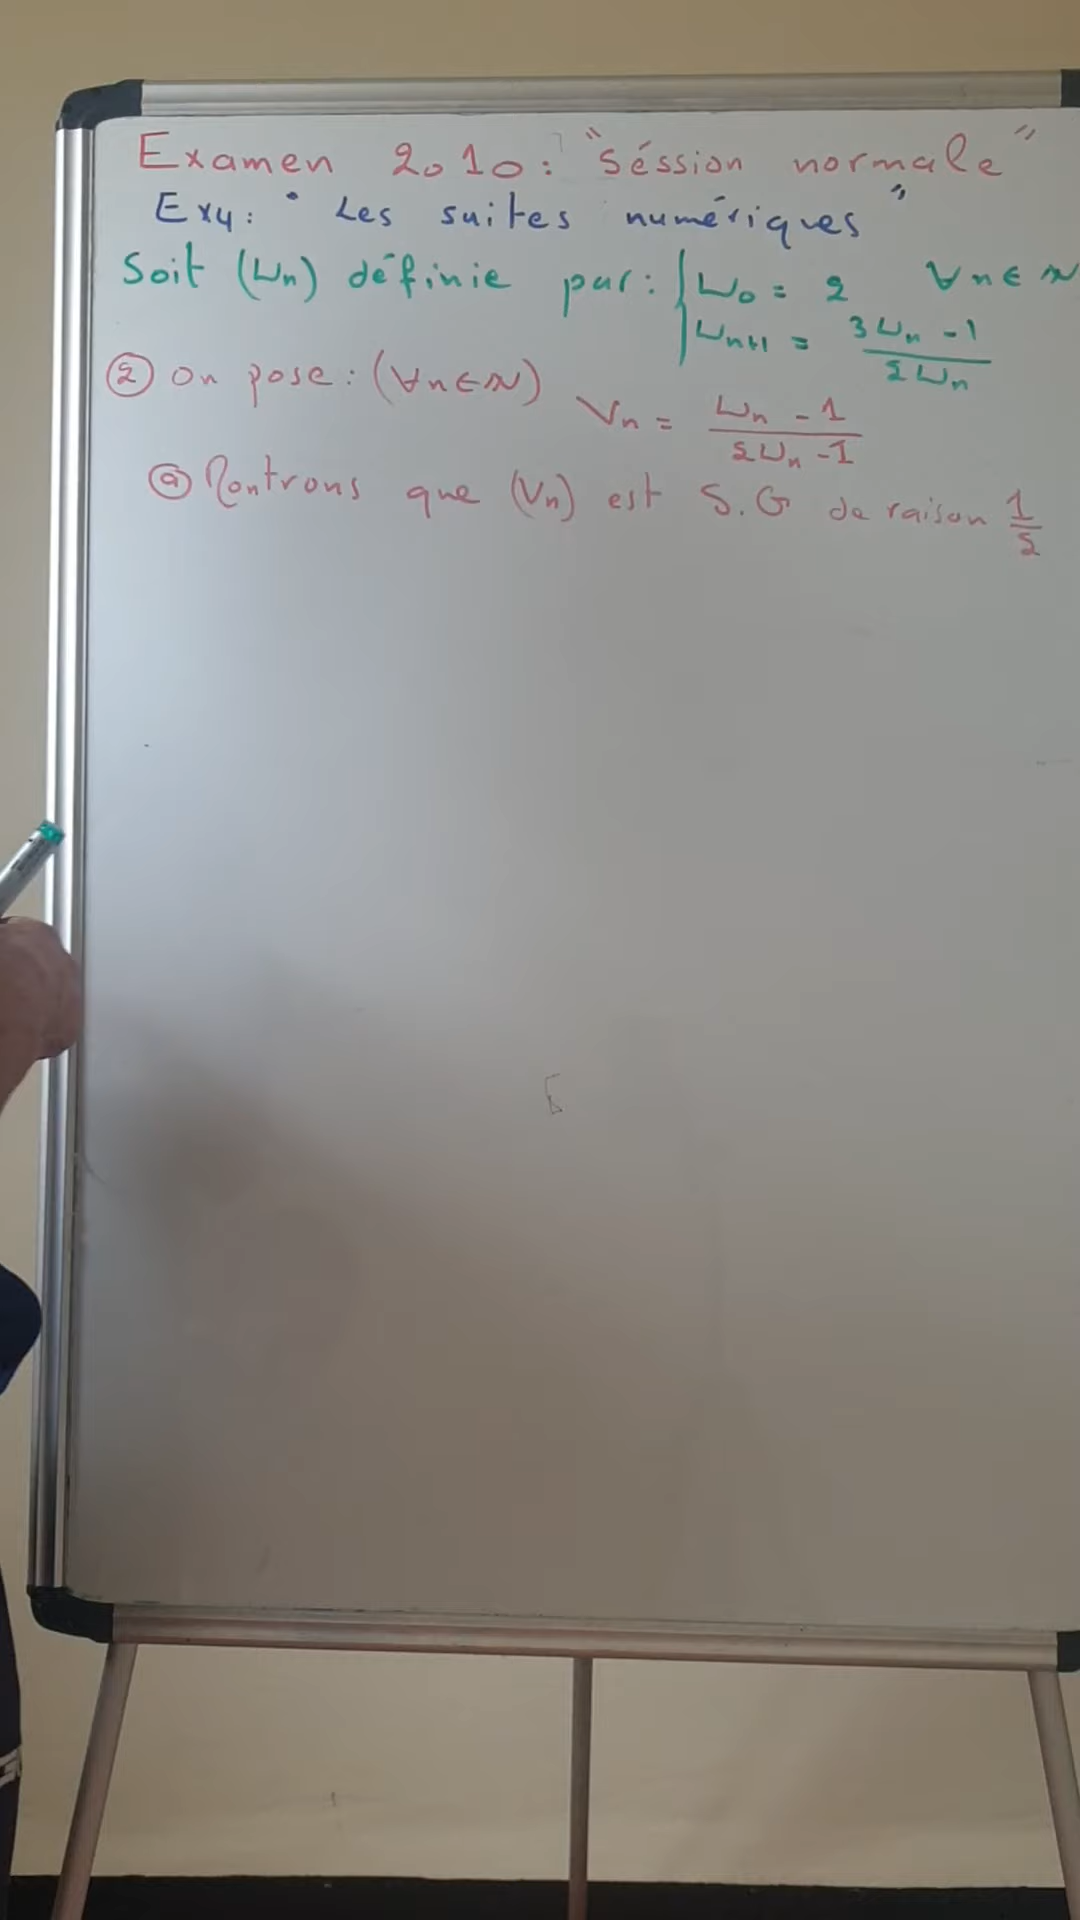 Examen 2010: "Séssion normale"
Ex4: " Les suites numériques "
Soit (Un) définie par: { U0 = 2 ∀n∈ℕ
Un+1 = (3Un - 1)/(2Un)
② On pose: (∀n∈ℕ) Vn = (Un - 1)/(2Un - 1)
ⓐ Montrons que (Vn) est S.G de raison 1/2